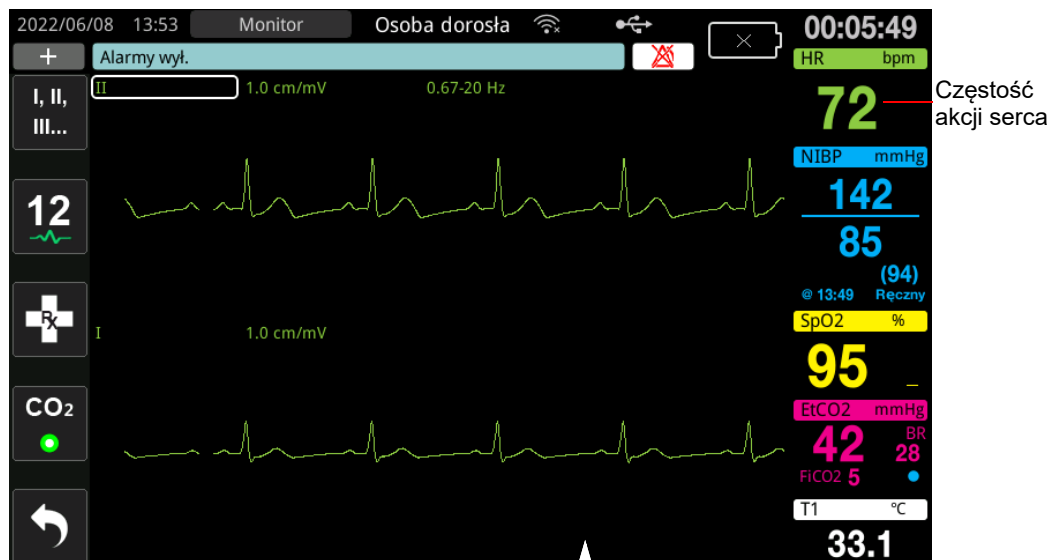 2022/06/08 13:53 Monitor Osoba dorosła 00:05:49
+ Alarmy wył.
HR bpm
I, II,
III...
II 1.0 cm/mV 0.67-20 Hz
72
Częstość
akcji serca
NIBP mmHg
12
142
85
(94)
@ 13:49 Ręczny
Rx
SpO2 %
I 1.0 cm/mV
95
_
CO2
EtCO2 mmHg
42 BR
28
FiCO2 5
T1 °C
33.1